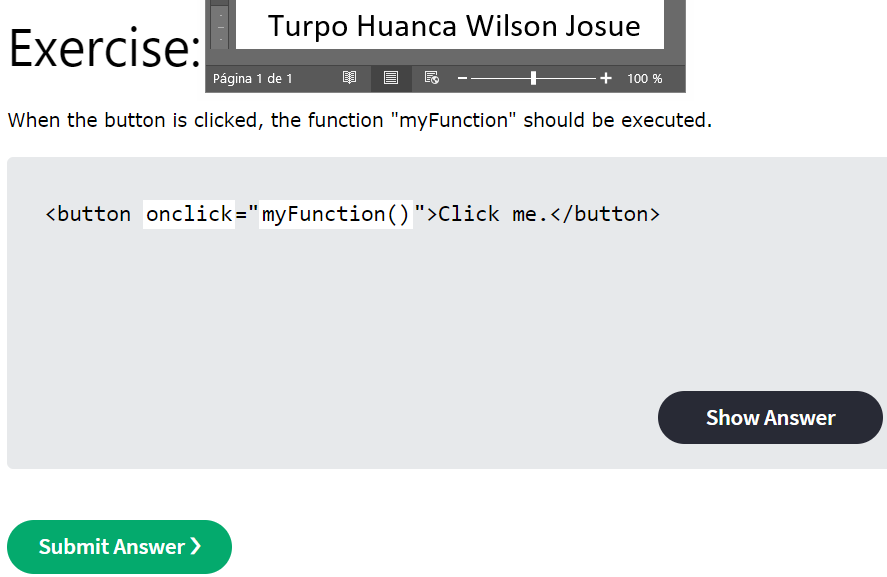 Turpo Huanca Wilson Josue
Exercise:
Página 1 de 1
100 %
When the button is clicked, the function "myFunction" should be executed.
<button onclick="myFunction()">Click me.</button>
Show Answer
Submit Answer ❯